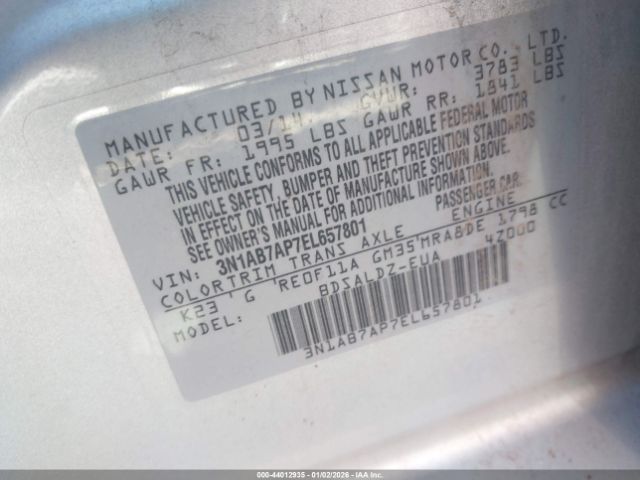 MANUFACTURED BY NISSAN MOTOR CO., LTD.
DATE: 03/14 GVWR: 3783 LBS
GAWR FR: 1995 LBS GAWR RR: 1841 LBS
THIS VEHICLE CONFORMS TO ALL APPLICABLE FEDERAL MOTOR
VEHICLE SAFETY, BUMPER AND THEFT PREVENTION STANDARDS
IN EFFECT ON THE DATE OF MANUFACTURE SHOWN ABOVE.
SEE OWNER'S MANUAL FOR ADDITIONAL INFORMATION.
VIN: 3N1AB7AP7EL657801 PASSENGER CAR
COLOR TRIM TRANS AXLE ENGINE
K23 ' G 'RE0F11A GM35'MRA8DE 1798 CC
MODEL: BDSALDZ-EUA 4Z000
3N1AB7AP7EL657801
000-44012935 - 01/02/2026 - IAA Inc.